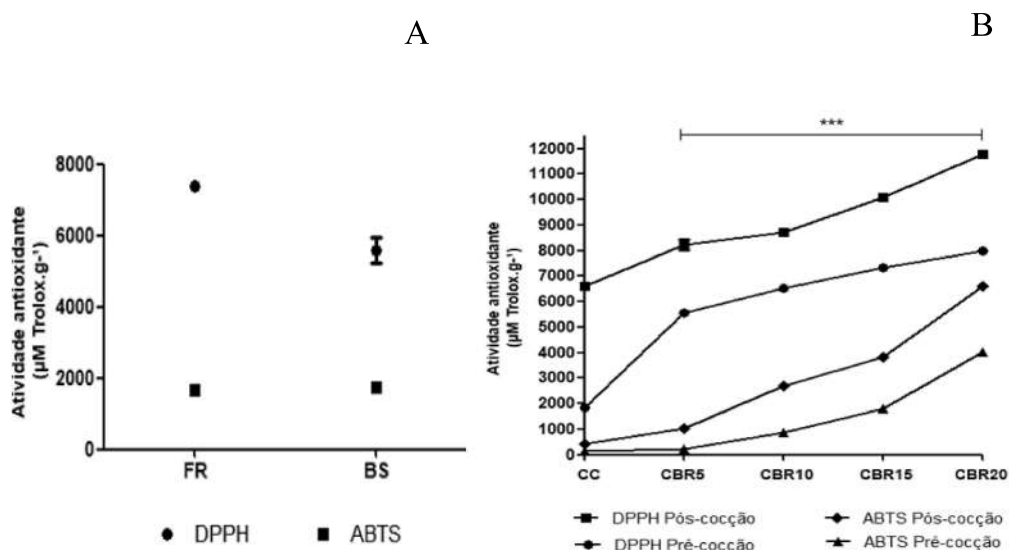 A
B
Atividade antioxidante
(µM Trolox.g-¹)
8000
6000
4000
2000
0
FR
BS
DPPH
ABTS
***
Atividade antioxidante
(µM Trolox.g-¹)
12000
11000
10000
9000
8000
7000
6000
5000
4000
3000
2000
1000
0
CC
CBR5
CBR10
CBR15
CBR20
DPPH Pós-cocção
ABTS Pós-cocção
DPPH Pré-cocção
ABTS Pré-cocção